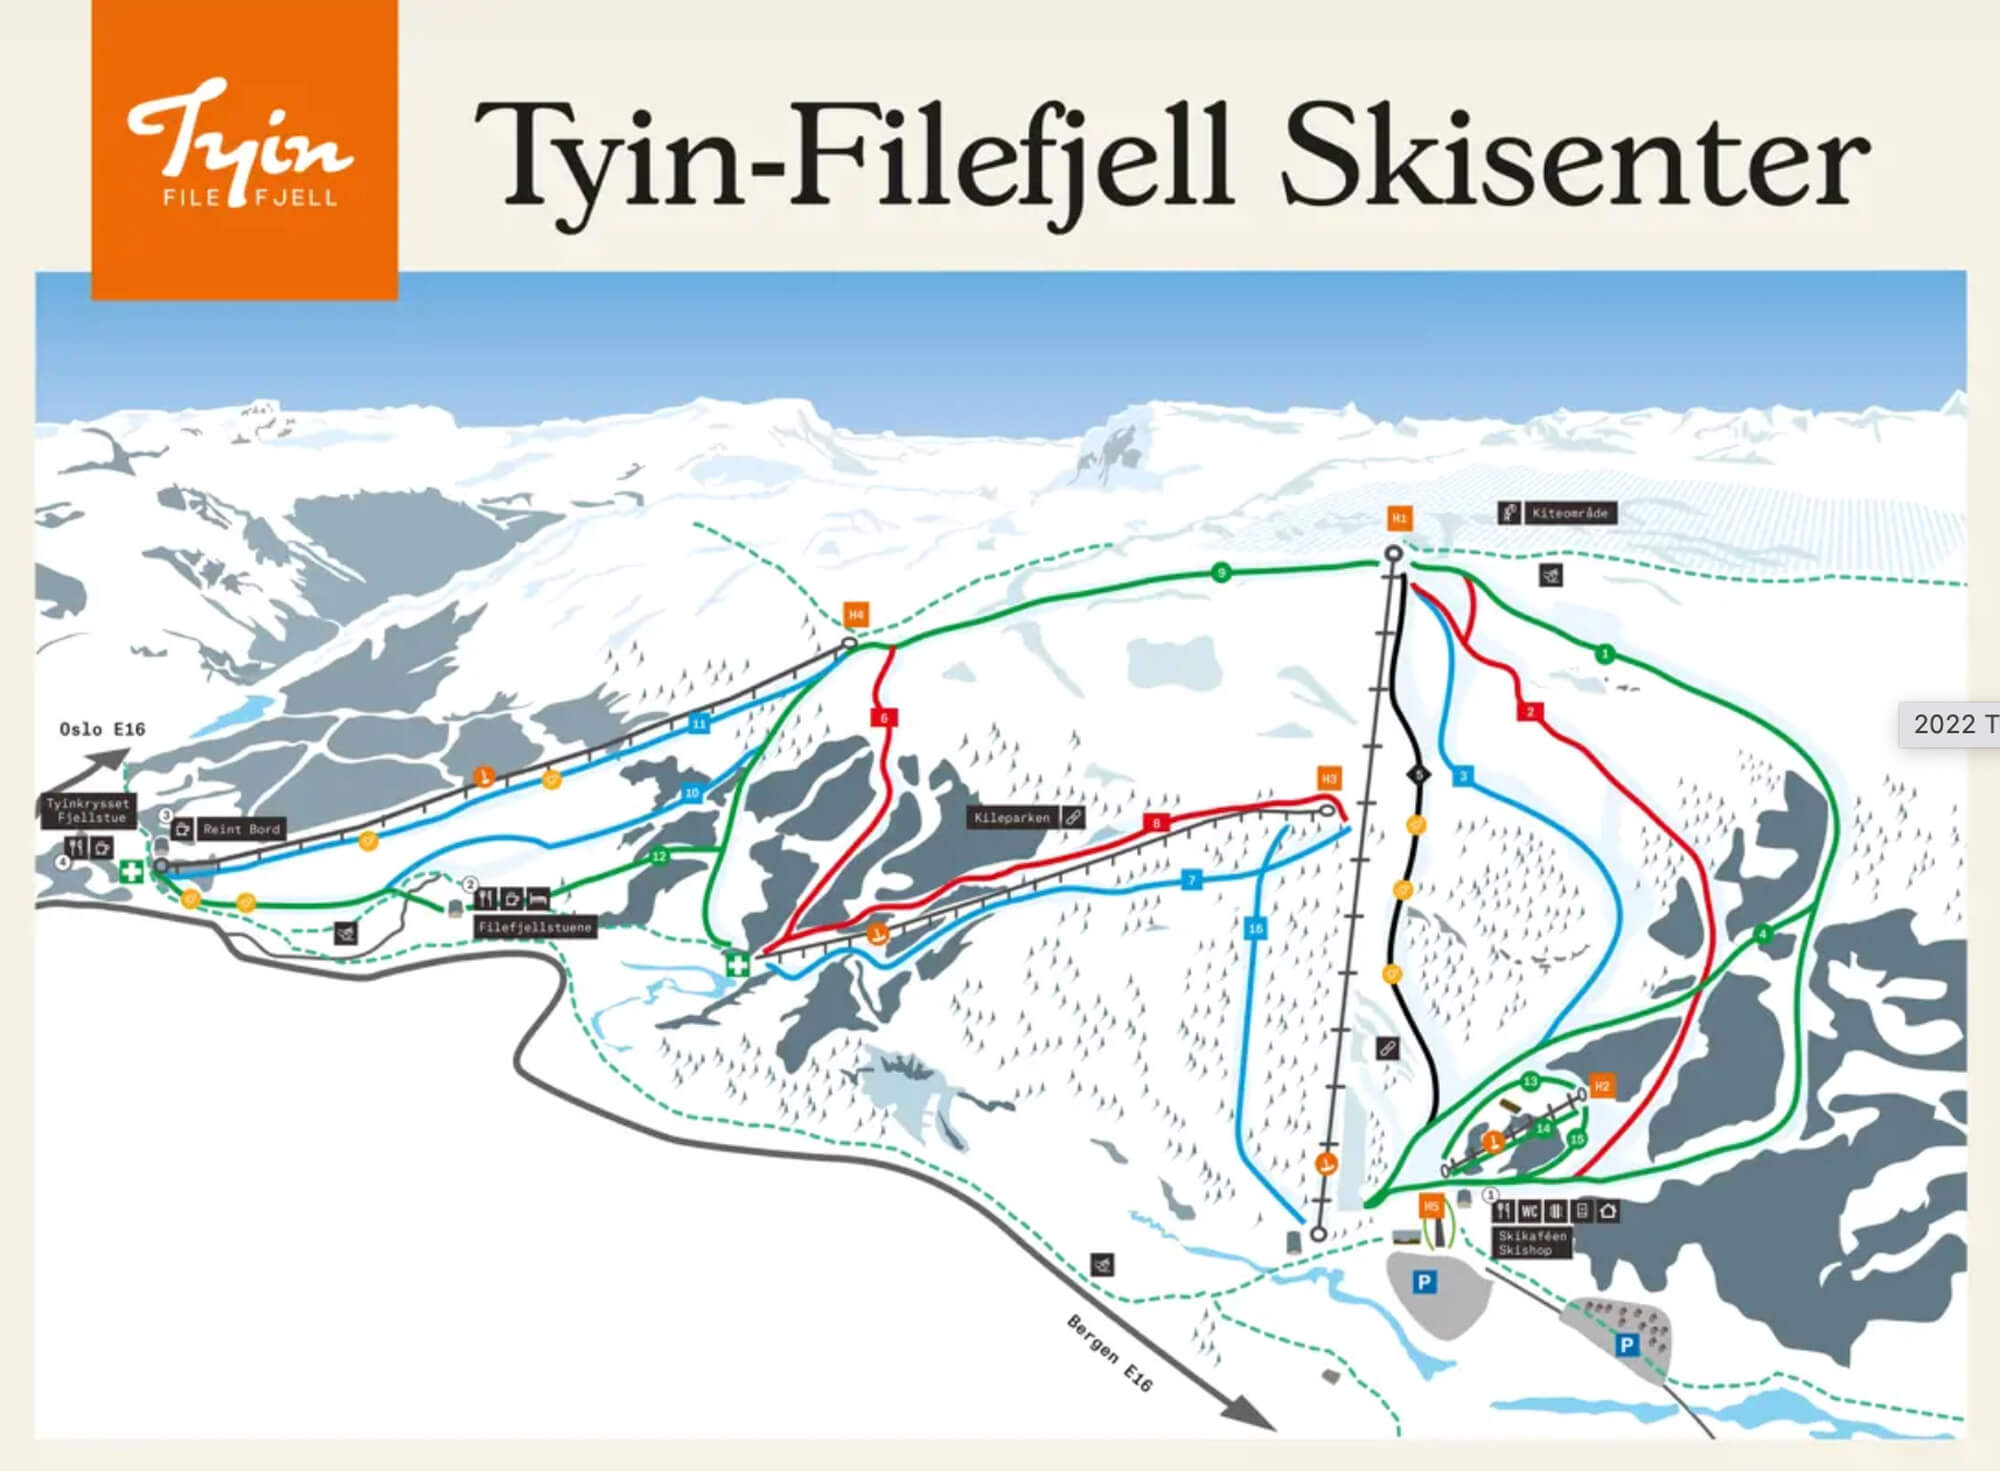 Tyin
FILE FJELL
Tyin-Filefjell Skisenter
H1
Kiteområde
9
H4
1
6
11
2
2022 T
Oslo E16
H3
3
5
10
Tyinkrysset
Fjellstue
3
Reint Bord
Kileparken
8
4
12
7
2
Filefjellstuene
16
4
13
H2
14
15
1
H5
WC
Skikaféen
Skishop
P
P
Bergen E16